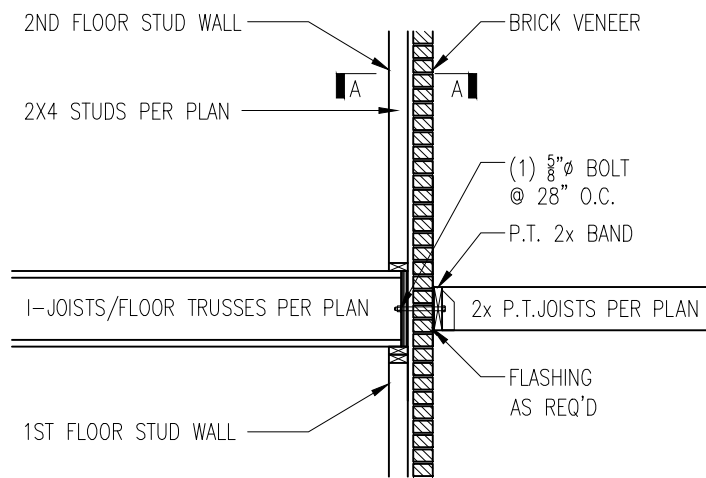 2ND FLOOR STUD WALL
BRICK VENEER
A
A
2X4 STUDS PER PLAN
(1) 5/8"ø BOLT
@ 28" O.C.
P.T. 2x BAND
I-JOISTS/FLOOR TRUSSES PER PLAN
2x P.T.JOISTS PER PLAN
FLASHING
AS REQ'D
1ST FLOOR STUD WALL